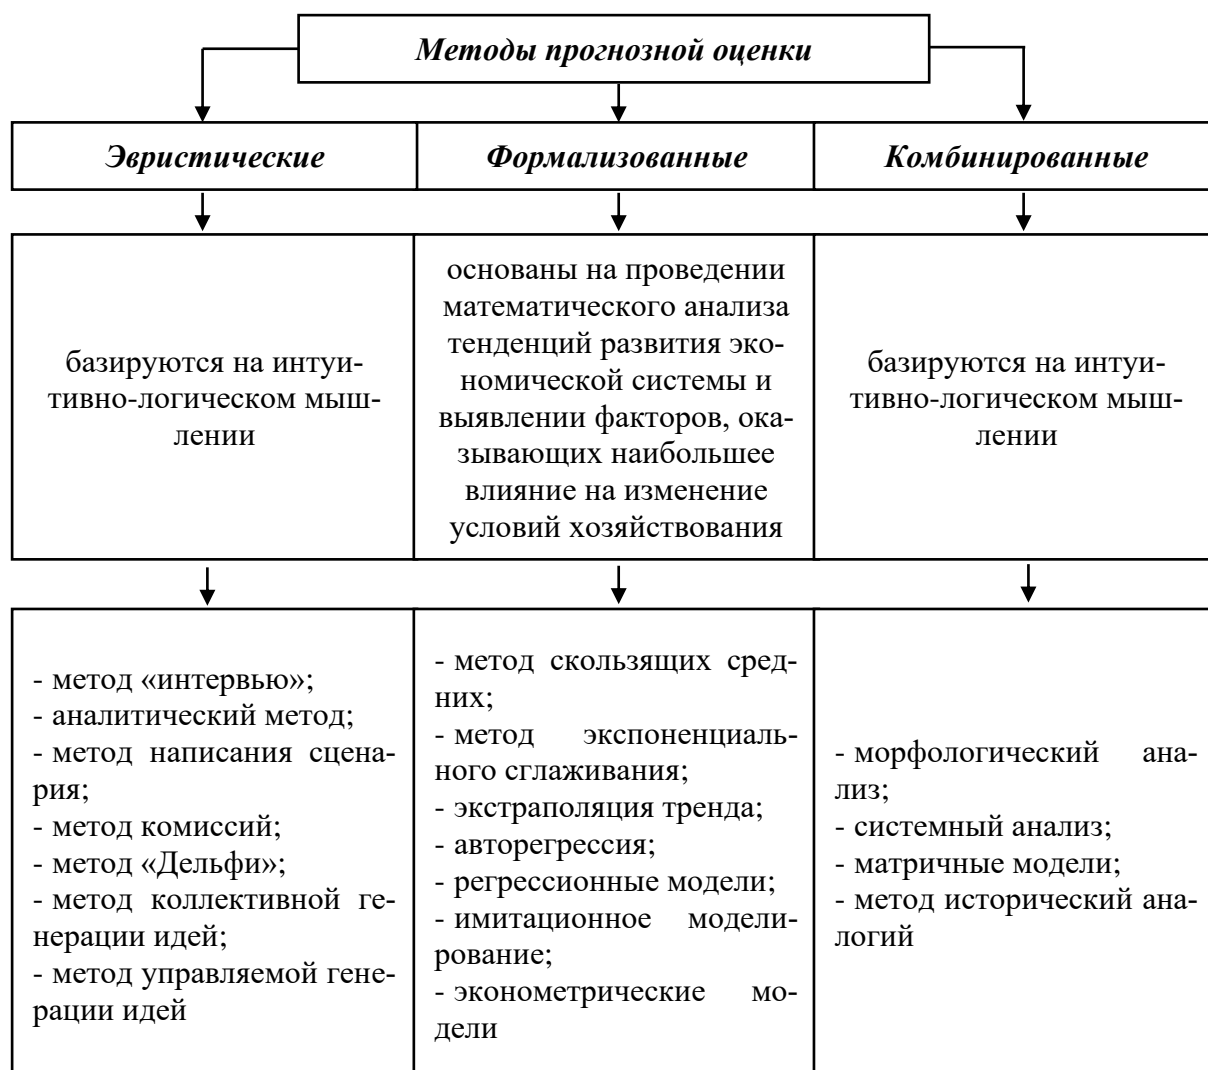 Методы прогнозной оценки
Эвристические
Формализованные
Комбинированные
базируются на интуи-
тивно-логическом мыш-
лении
основаны на проведении
математического анализа
тенденций развития эко-
номической системы и
выявлении факторов, ока-
зывающих наибольшее
влияние на изменение
условий хозяйствования
базируются на интуи-
тивно-логическом мыш-
лении
- метод «интервью»;
- аналитический метод;
- метод написания сцена-
рия;
- метод комиссий;
- метод «Дельфи»;
- метод коллективной ге-
нерации идей;
- метод управляемой гене-
рации идей
- метод скользящих сред-
них;
- метод экспоненциаль-
ного сглаживания;
- экстраполяция тренда;
- авторегрессия;
- регрессионные модели;
- имитационное модели-
рование;
- эконометрические мо-
дели
- морфологический ана-
лиз;
- системный анализ;
- матричные модели;
- метод исторический ана-
логий